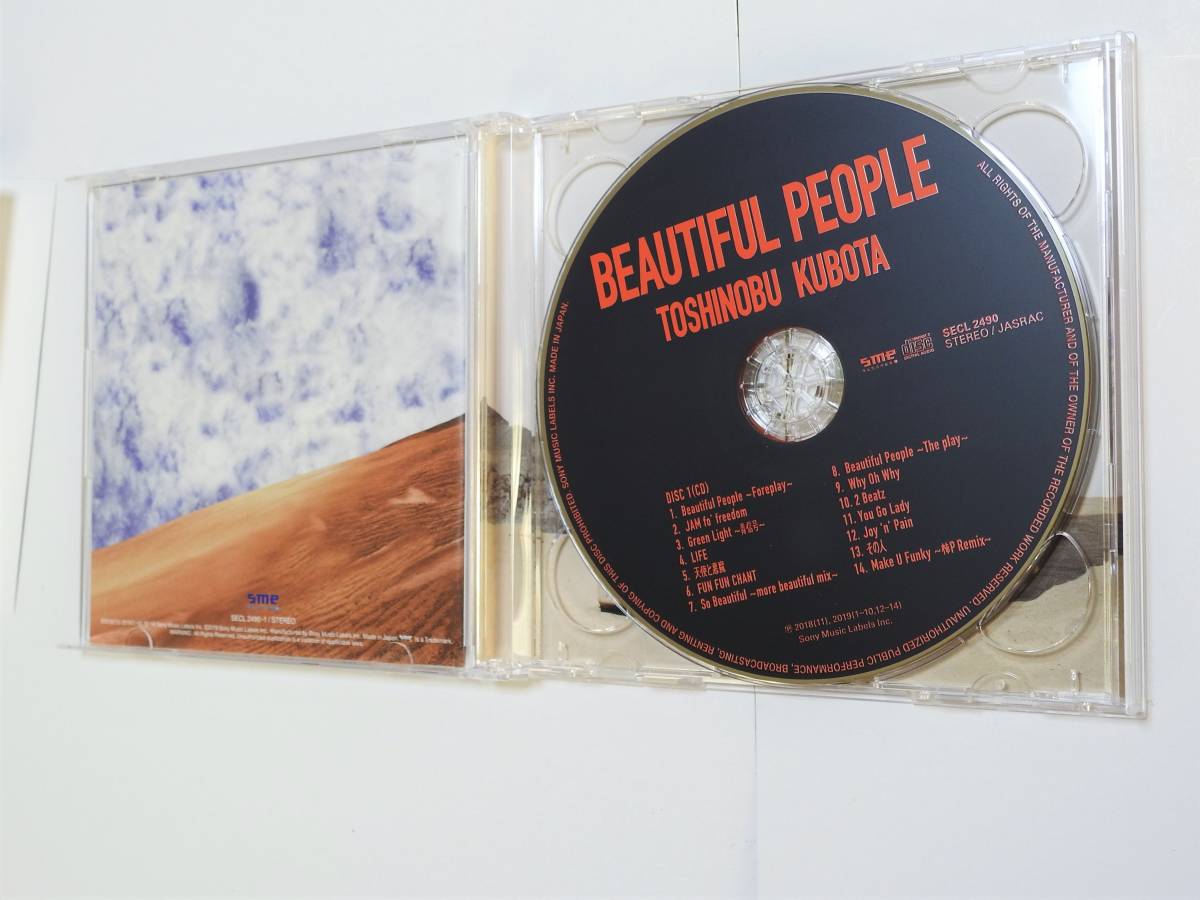 BEAUTIFUL PEOPLE
TOSHINOBU KUBOTA
sme
COMPACT disc
DIGITAL AUDIO
SECL 2490
STEREO / JASRAC
DISC 1(CD)
1. Beautiful People ~Foreplay~
2. JAM fo' freedom
3. Green Light ~青信号~
4. LIFE
5. 天使と悪魔
6. FUN FUN CHANT
7. So Beautiful ~more beautiful mix~
8. Beautiful People ~The play~
9. Why Oh Why
10. 2 Beatz
11. You Go Lady
12. Joy 'n' Pain
13. その人
14. Make U Funky ~柿P Remix~
℗ 2018(11), 2019(1-10,12-14)
Sony Music Labels Inc.
ALL RIGHTS OF THE MANUFACTURER AND OF THE OWNER OF THE RECORDED WORK RESERVED. UNAUTHORIZED PUBLIC PERFORMANCE, BROADCASTING, RENTING AND COPYING OF THIS DISC PROHIBITED SONY MUSIC LABELS INC. MADE IN JAPAN.
sme
SECL 2490-1 / STEREO